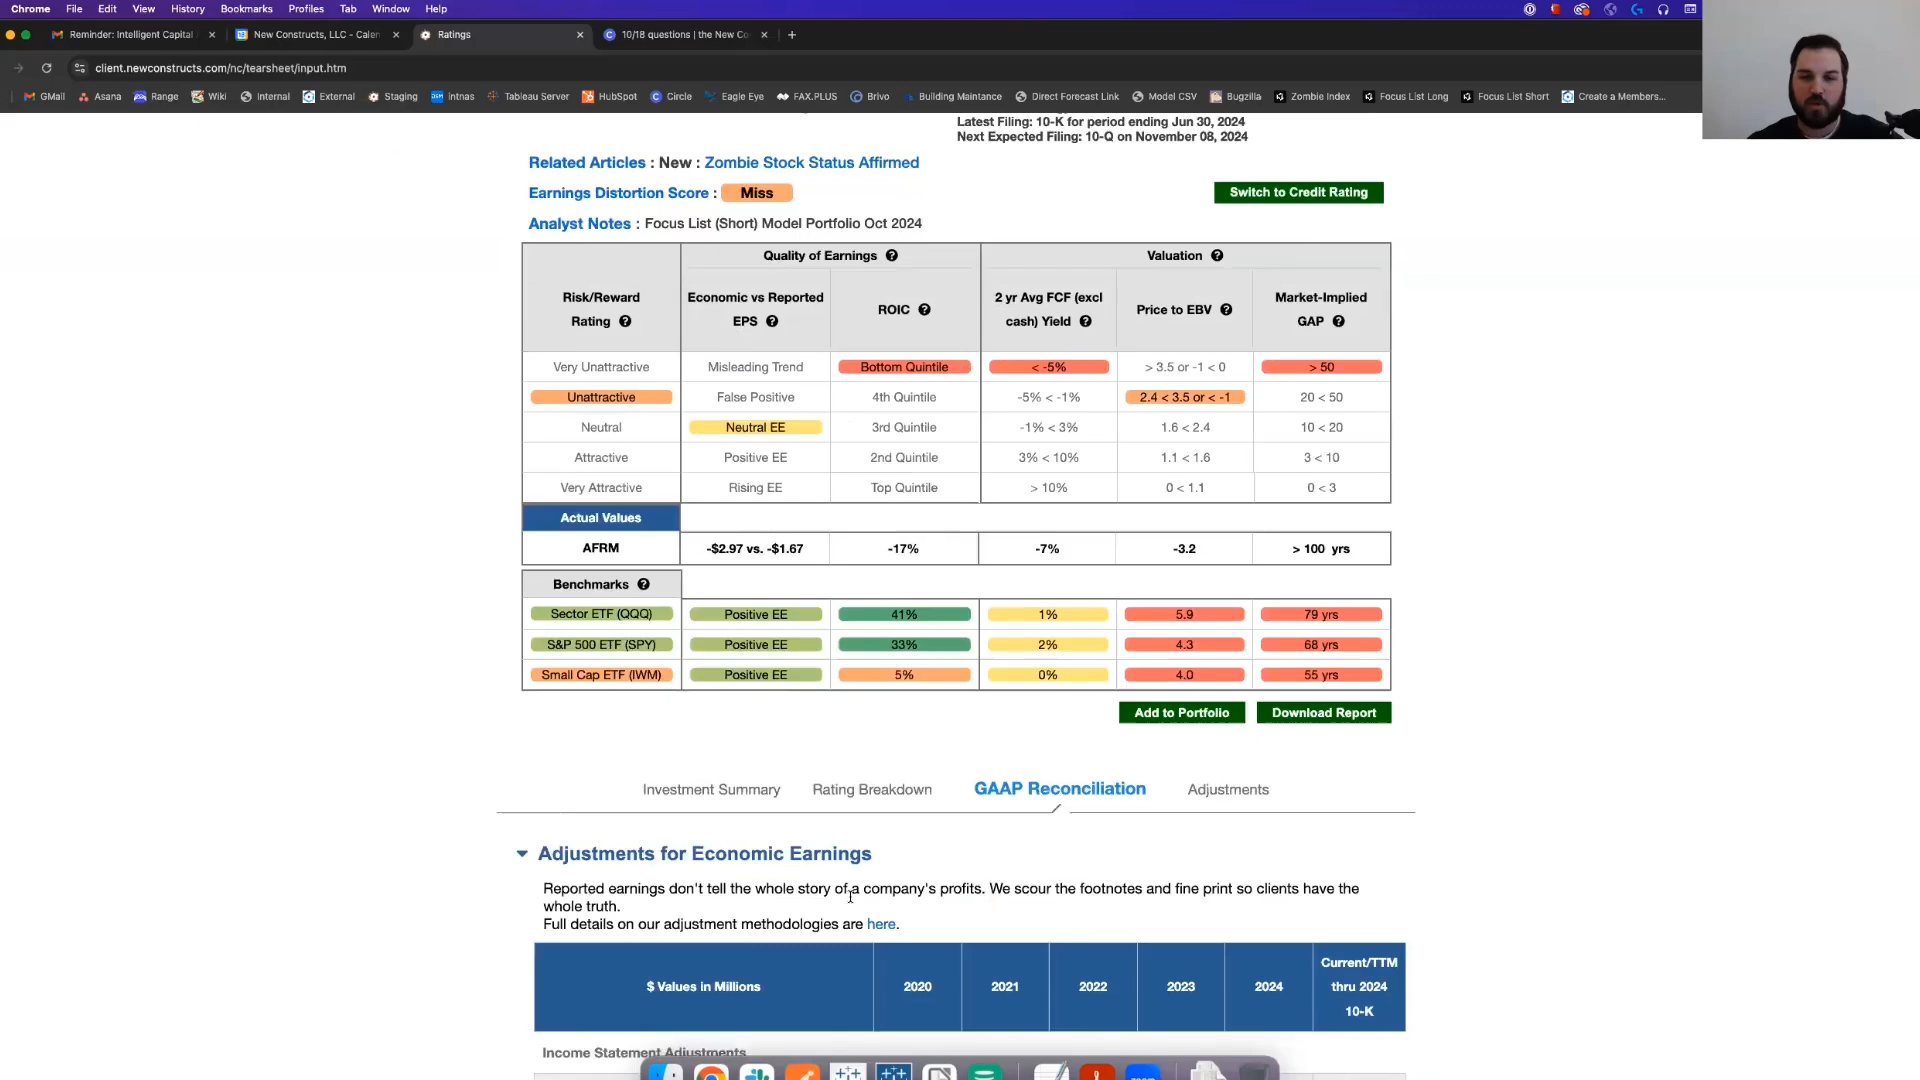 Chrome File Edit View History Bookmarks Profiles Tab Window Help
Reminder: Intelligent Capital
New Constructs, LLC - Calen
Ratings
10/18 questions | the New Co
client.newconstructs.com/nc/tearsheet/input.htm
GMail Asana Range Wiki Internal External Staging intnas Tableau Server HubSpot Circle Eagle Eye FAX.PLUS Brivo Building Maintance Direct Forecast Link Model CSV Bugzilla Zombie Index Focus List Long Focus List Short Create a Members...
Latest Filing: 10-K for period ending Jun 30, 2024
Next Expected Filing: 10-Q on November 08, 2024
Related Articles : New : Zombie Stock Status Affirmed
Earnings Distortion Score : Miss
Switch to Credit Rating
Analyst Notes : Focus List (Short) Model Portfolio Oct 2024
Quality of Earnings ? Valuation ?
Risk/Reward Rating ? Economic vs Reported EPS ? ROIC ? 2 yr Avg FCF (excl cash) Yield ? Price to EBV ? Market-Implied GAP ?
Very Unattractive Misleading Trend Bottom Quintile < -5% > 3.5 or -1 < 0 > 50
Unattractive False Positive 4th Quintile -5% < -1% 2.4 < 3.5 or < -1 20 < 50
Neutral Neutral EE 3rd Quintile -1% < 3% 1.6 < 2.4 10 < 20
Attractive Positive EE 2nd Quintile 3% < 10% 1.1 < 1.6 3 < 10
Very Attractive Rising EE Top Quintile > 10% 0 < 1.1 0 < 3
Actual Values
AFRM -$2.97 vs. -$1.67 -17% -7% -3.2 > 100 yrs
Benchmarks ?
Sector ETF (QQQ) Positive EE 41% 1% 5.9 79 yrs
S&P 500 ETF (SPY) Positive EE 33% 2% 4.3 68 yrs
Small Cap ETF (IWM) Positive EE 5% 0% 4.0 55 yrs
Add to Portfolio Download Report
Investment Summary Rating Breakdown GAAP Reconciliation Adjustments
Adjustments for Economic Earnings
Reported earnings don't tell the whole story of a company's profits. We scour the footnotes and fine print so clients have the
whole truth.
Full details on our adjustment methodologies are here.
$ Values in Millions 2020 2021 2022 2023 2024 Current/TTM thru 2024 10-K
Income Statement Adjustments